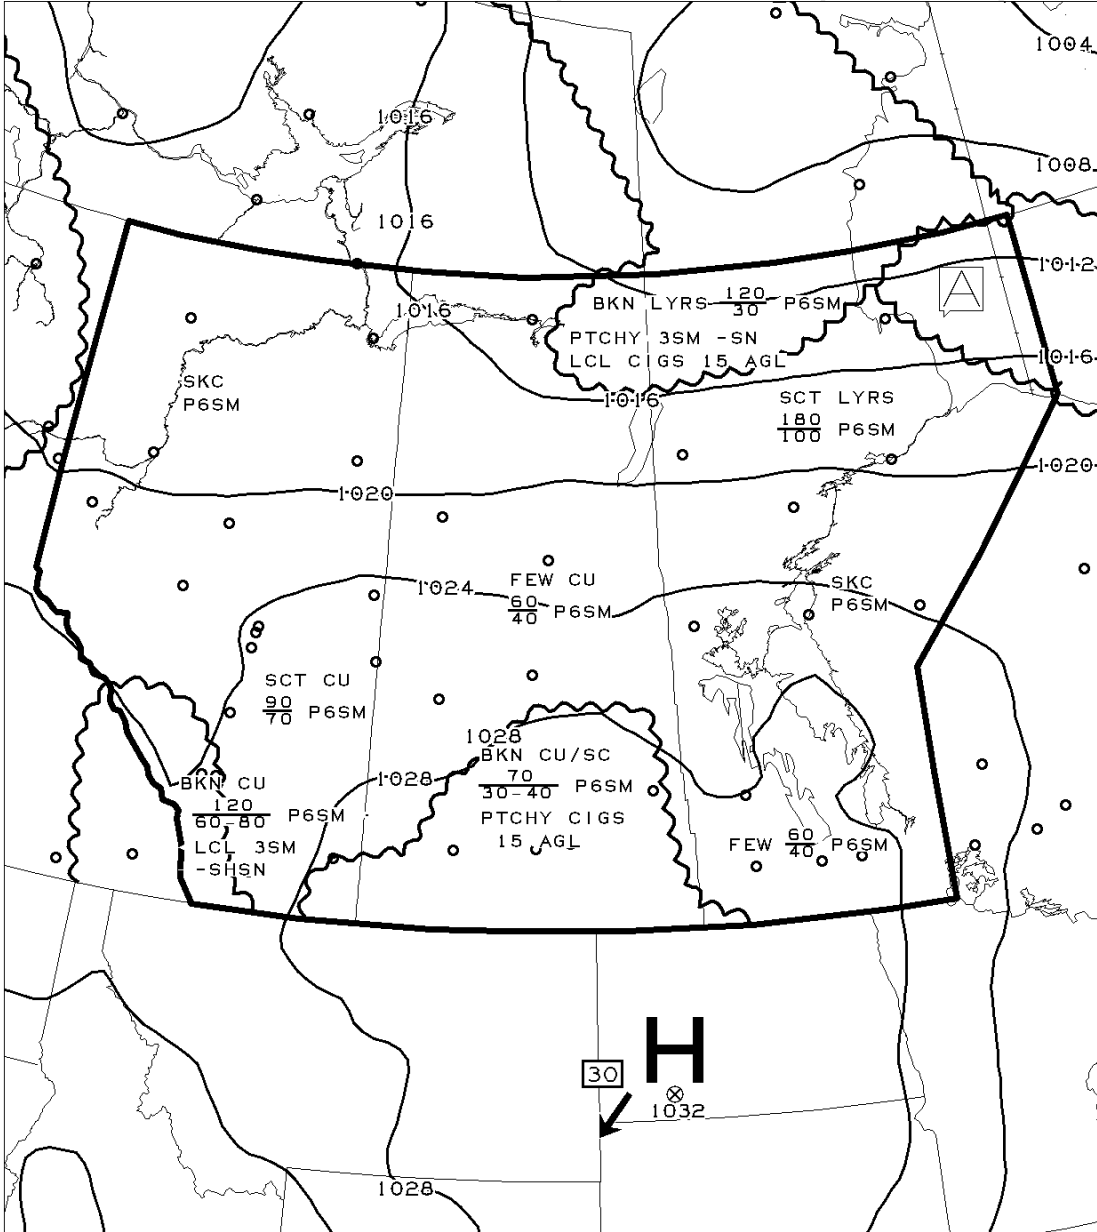 1004
1016
1008
1016
1012
A
BKN LYRS 120/30 P6SM
1016
PTCHY 3SM -SN
LCL CIGS 15 AGL
1016
SKC
P6SM
1016
SCT LYRS
180/100 P6SM
1020
1020
1024
FEW CU
60/40 P6SM
SKC
P6SM
SCT CU
90/70 P6SM
1028
BKN CU/SC
70/30-40 P6SM
PTCHY CIGS
15 AGL
1028
BKN CU
120/60-80 P6SM
LCL 3SM
-SHSN
FEW 60/40 P6SM
H
30
1032
1028